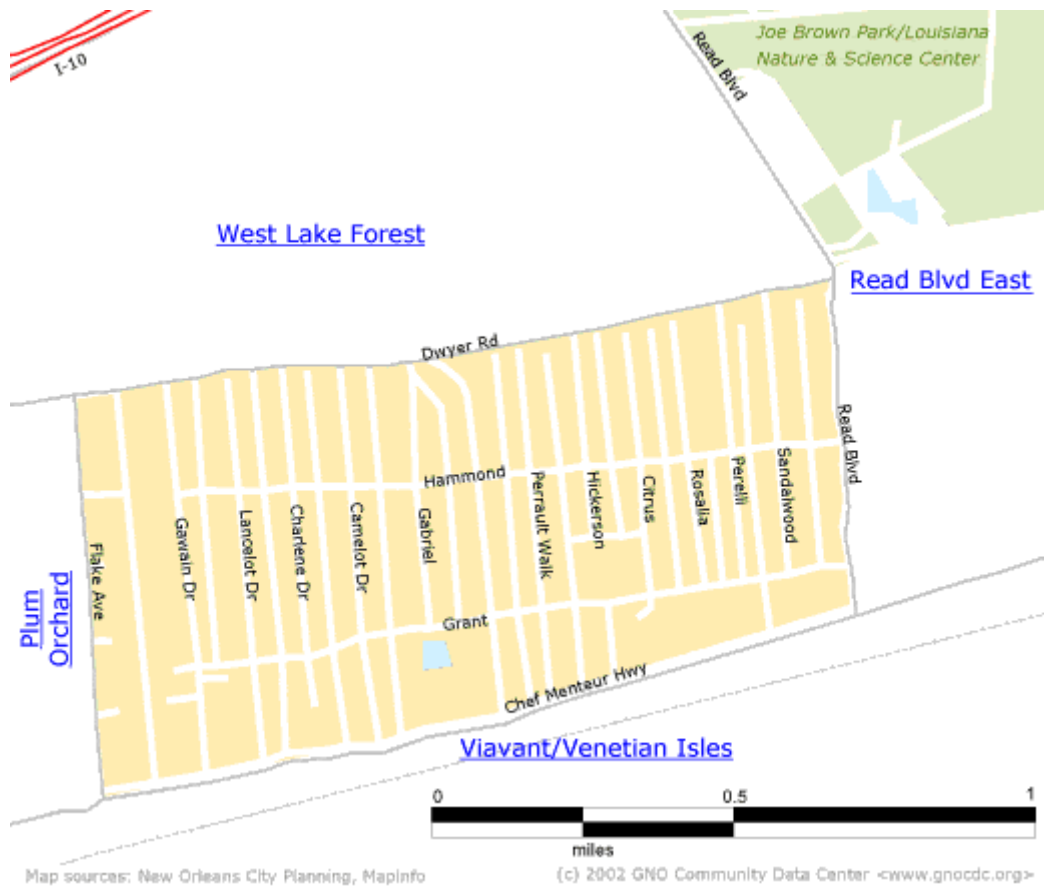 Joe Brown Park/Louisiana
Nature & Science Center
I-10
Read Blvd
West Lake Forest
Read Blvd East
Dwyer Rd
Read Blvd
Hammond
Perrault Walk
Hickerson
Citrus
Rosalia
Perelli
Sandalwood
Gawain Dr
Lancelot Dr
Charlene Dr
Camelot Dr
Gabriel
Flake Ave
Plum
Orchard
Grant
Chef Menteur Hwy
Viavant/Venetian Isles
0 0.5 1
miles
Map sources: New Orleans City Planning, MapInfo
(c) 2002 GNO Community Data Center <www.gnocdc.org>